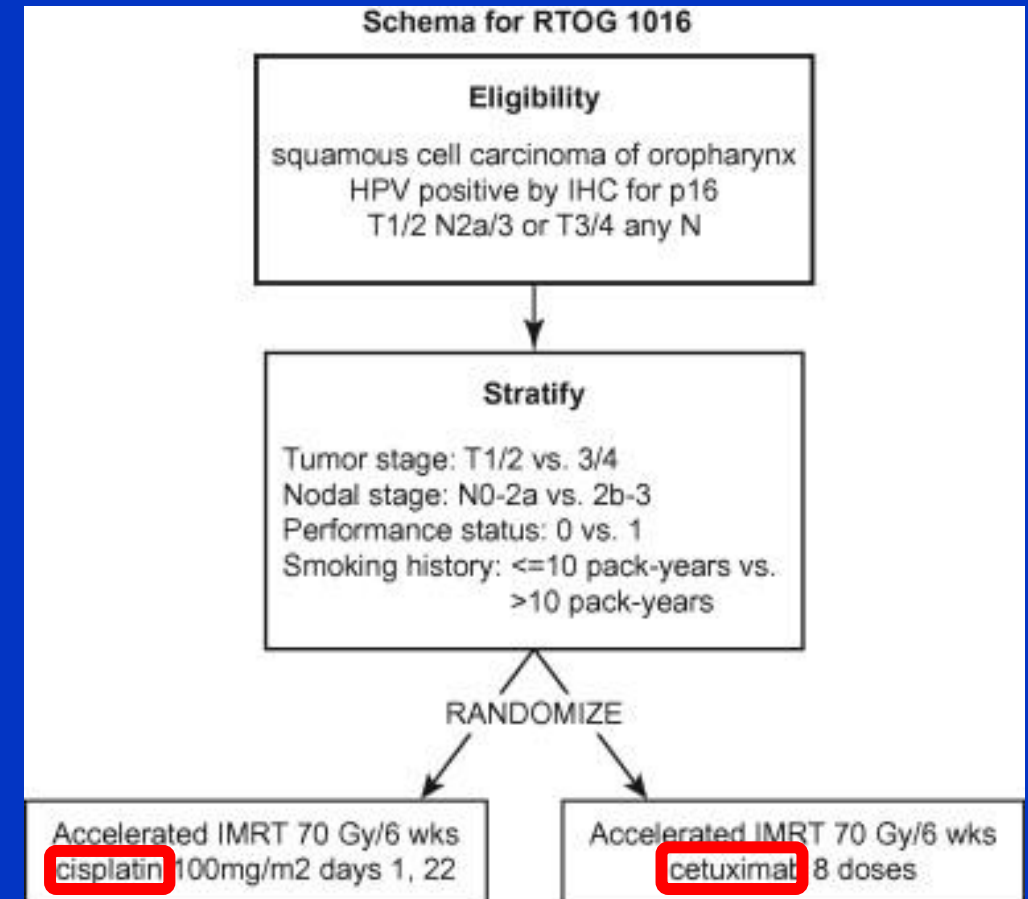 Schema for RTOG 1016
Eligibility
squamous cell carcinoma of oropharynx
HPV positive by IHC for p16
T1/2 N2a/3 or T3/4 any N
Stratify
Tumor stage: T1/2 vs. 3/4
Nodal stage: N0-2a vs. 2b-3
Performance status: 0 vs. 1
Smoking history: <=10 pack-years vs.
>10 pack-years
RANDOMIZE
Accelerated IMRT 70 Gy/6 wks
cisplatin 100mg/m2 days 1, 22
Accelerated IMRT 70 Gy/6 wks
cetuximab 8 doses